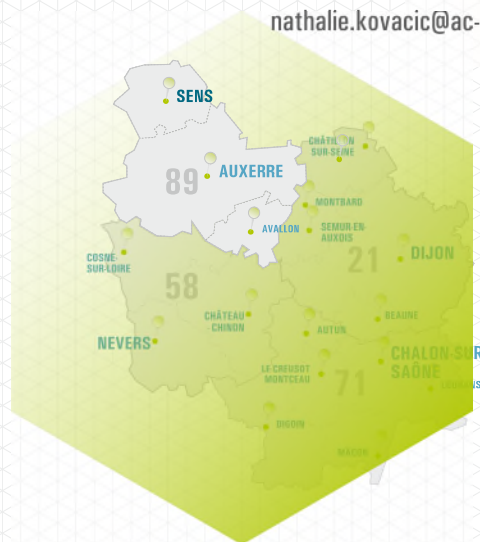 nathalie.kovacic@ac-
SENS
CHÂTILLON
SUR-SEINE
89
AUXERRE
MONTBARD
AVALLON
SEMUR-EN-
AUXOIS
COSNE-
SUR-LOIRE
21
DIJON
58
CHÂTEAU
CHINON
BEAUNE
AUTUN
NEVERS
CHALON-SUR
SAÔNE
LE CREUSOT
MONTCEAU
71
DIGOIN
MÂCON